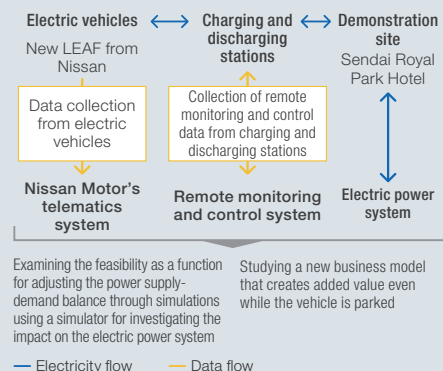 Electric vehicles
New LEAF from
Nissan
Charging and
discharging
stations
Demonstration
site
Sendai Royal
Park Hotel
Data collection
from electric
vehicles
Collection of remote
monitoring and control
data from charging and
discharging stations
Nissan Motor's
telematics
system
Remote monitoring
and control system
Electric power
system
Examining the feasibility as a function
for adjusting the power supply-
demand balance through simulations
using a simulator for investigating the
impact on the electric power system
Studying a new business model
that creates added value even
while the vehicle is parked
Electricity flow
Data flow